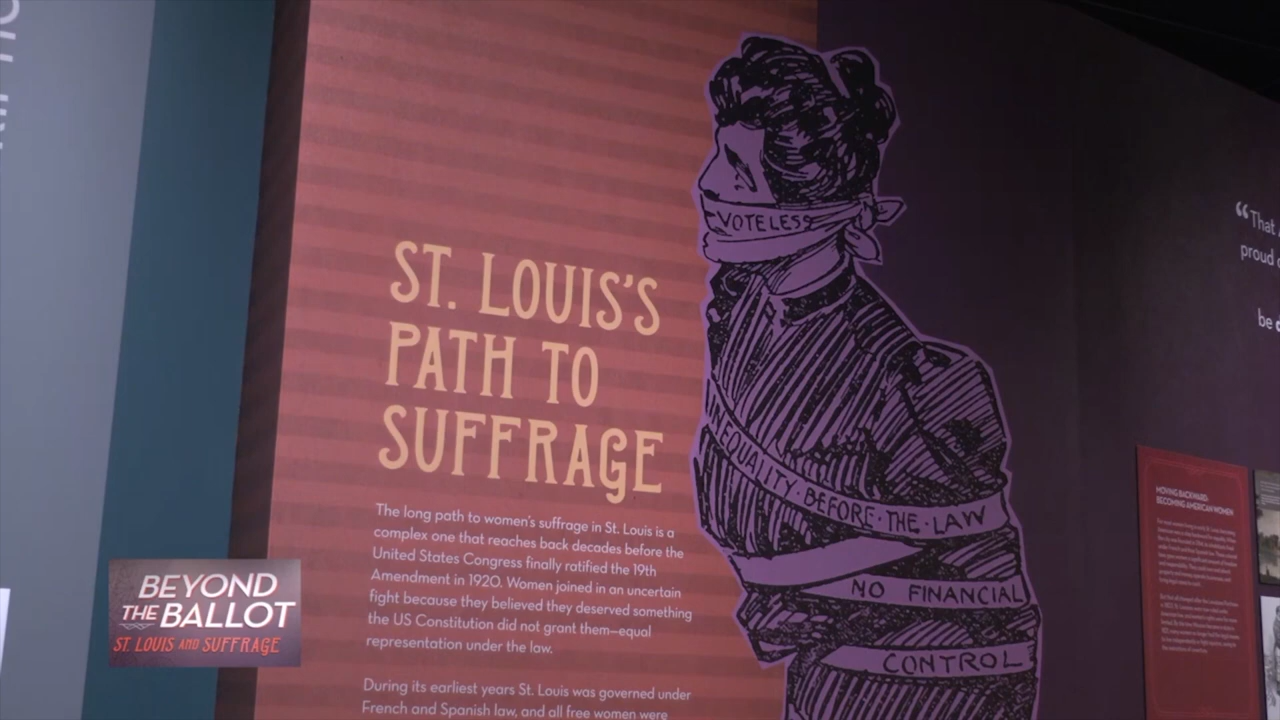 ST. LOUIS'S
PATH TO
SUFFRAGE
The long path to women's suffrage in St. Louis is a
complex one that reaches back decades before the
United States Congress finally ratified the 19th
Amendment in 1920. Women joined in an uncertain
fight because they believed they deserved something
the US Constitution did not grant them—equal
representation under the law.
During its earliest years St. Louis was governed under
French and Spanish law, and all free women were
VOTELESS
INEQUALITY·BEFORE·THE·LAW
NO FINANCIAL
CONTROL
“That
proud
be
MOVING BACKWARD:
BECOMING AMERICAN WOMEN
BEYOND
THE BALLOT
ST. LOUIS AND SUFFRAGE